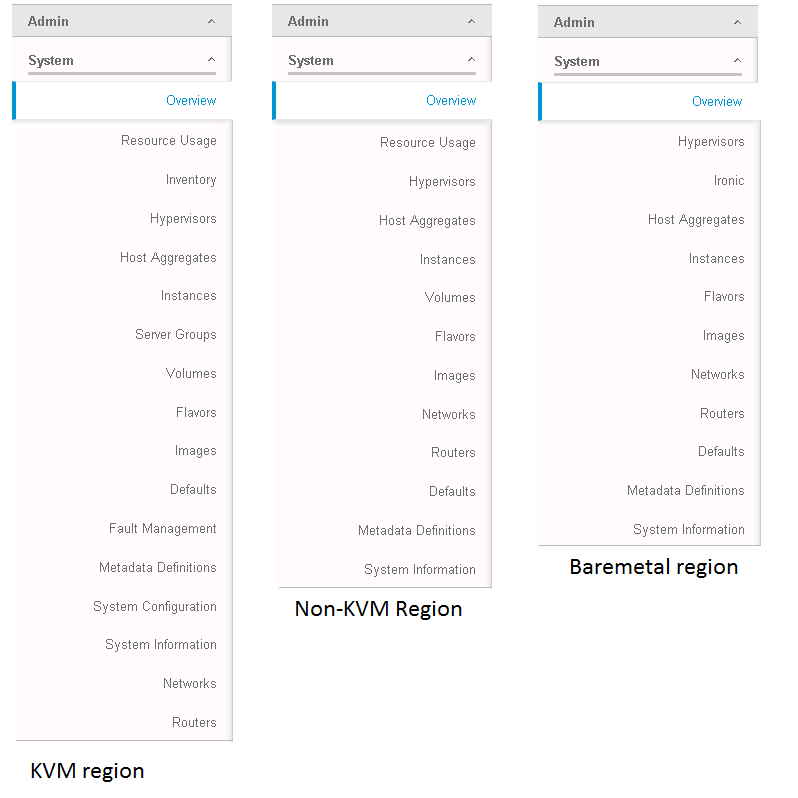 Admin
System
Overview
Resource Usage
Inventory
Hypervisors
Host Aggregates
Instances
Server Groups
Volumes
Flavors
Images
Defaults
Fault Management
Metadata Definitions
System Configuration
System Information
Networks
Routers
KVM region
Admin
System
Overview
Resource Usage
Hypervisors
Host Aggregates
Instances
Volumes
Flavors
Images
Networks
Routers
Defaults
Metadata Definitions
System Information
Non-KVM Region
Admin
System
Overview
Hypervisors
Ironic
Host Aggregates
Instances
Flavors
Images
Networks
Routers
Defaults
Metadata Definitions
System Information
Baremetal region